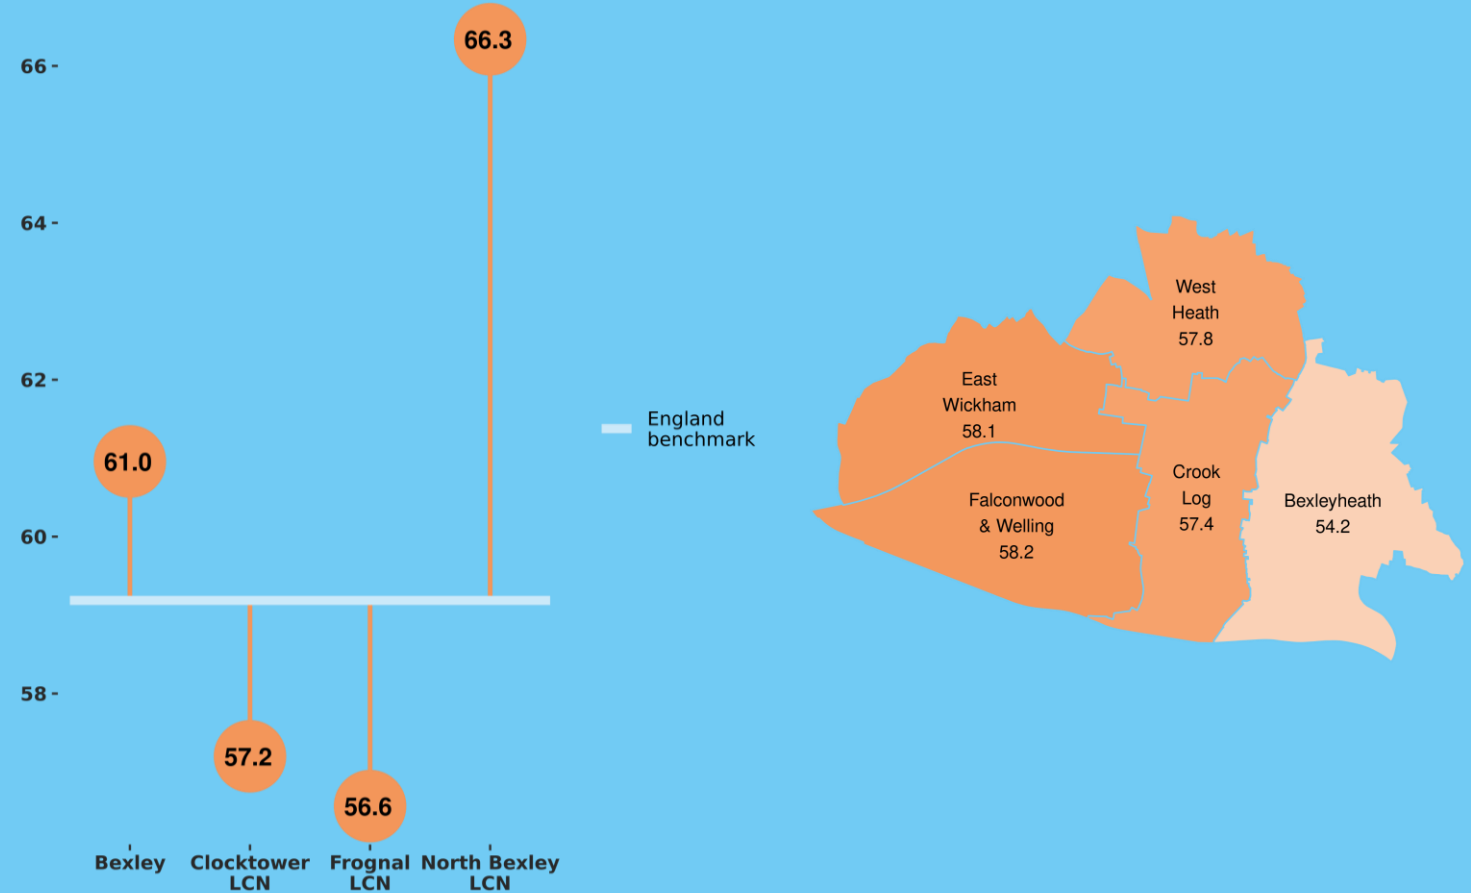 66
64
62
60
58
66.3
61.0
57.2
56.6
Bexley
Clocktower
LCN
Frognal
LCN
North Bexley
LCN
England
benchmark
West
Heath
57.8
East
Wickham
58.1
Crook
Log
57.4
Falconwood
& Welling
58.2
Bexleyheath
54.2